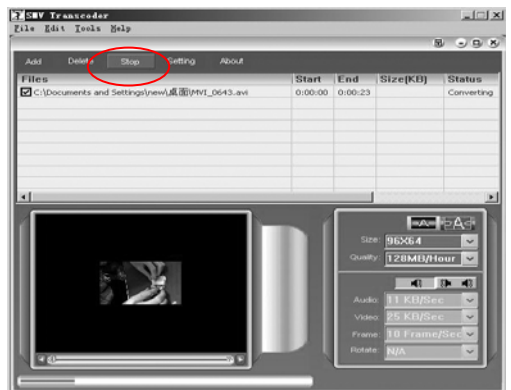 SMV Transcoder
File Edit Tools Help
Add Delete Stop Setting About
Files Start End Size[KB] Status
C:\Documents and Settings\new\桌面\MVI_0643.avi 0:00:00 0:00:23 Converting
Size: 96X64
Quality: 128MB/Hour
Audio: 11 KB/Sec
Video: 25 KB/Sec
Frame: 10 Frame/Sec
Rotate: N/A